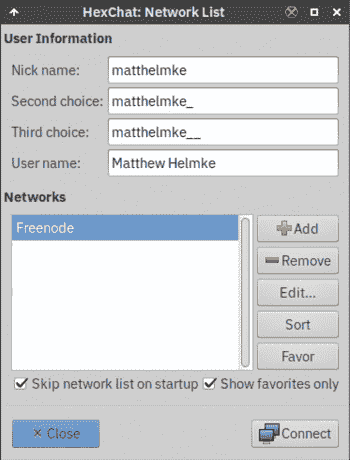 HexChat: Network List
User Information
Nick name: matthelmke
Second choice: matthelmke_
Third choice: matthelmke__
User name: Matthew Helmke
Networks
Freenode
Add
Remove
Edit...
Sort
Favor
Skip network list on startup Show favorites only
Close Connect